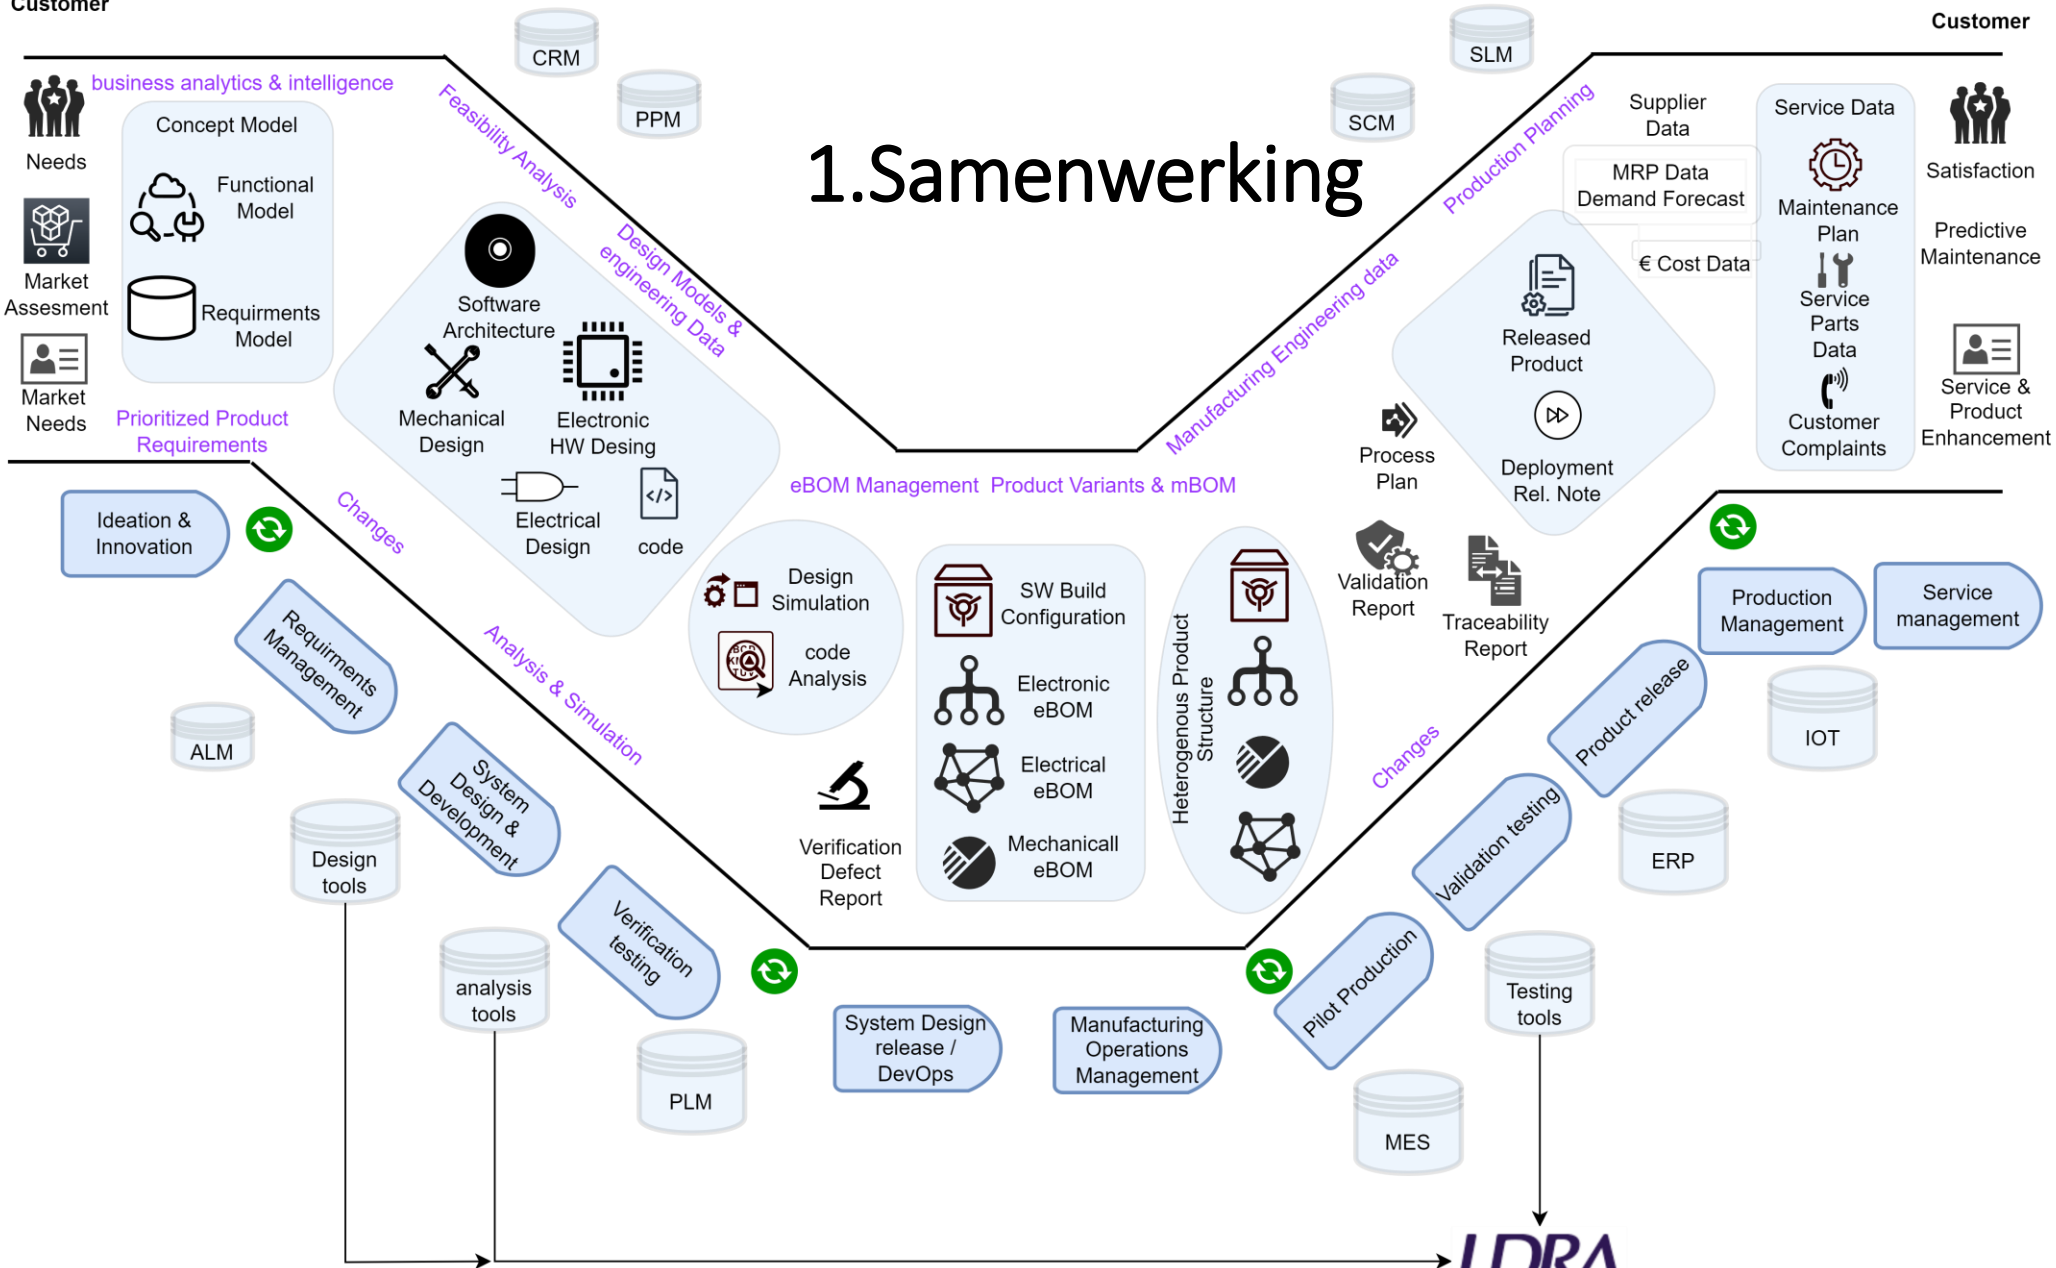 Customer
Customer
CRM
PPM
SLM
SCM
1.Samenwerking
business analytics & intelligence
Needs
Market
Assesment
Market
Needs
Concept Model
Functional
Model
Requirments
Model
Prioritized Product
Requirements
Feasibility Analysis
Design Models &
engineering Data
Software
Architecture
Mechanical
Design
Electronic
HW Desing
Electrical
Design
code
Changes
Analysis & Simulation
eBOM Management  Product Variants & mBOM
Design
Simulation
code
Analysis
Verification
Defect
Report
SW Build
Configuration
Electronic
eBOM
Electrical
eBOM
Mechanicall
eBOM
Heterogenous Product
Structure
Manufacturing Engineering data
Production Planning
Changes
Process
Plan
Validation
Report
Traceability
Report
Released
Product
Deployment
Rel. Note
Supplier
Data
MRP Data
Demand Forecast
€ Cost Data
Service Data
Maintenance
Plan
Service
Parts
Data
Customer
Complaints
Satisfaction
Predictive
Maintenance
Service &
Product
Enhancement
Ideation &
Innovation
Requirments
Management
System
Design &
Development
Verification
testing
System Design
release /
DevOps
Manufacturing
Operations
Management
Pilot Production
Validation testing
Product release
Production
Management
Service
management
ALM
Design
tools
analysis
tools
PLM
MES
Testing
tools
ERP
IOT
LDRA